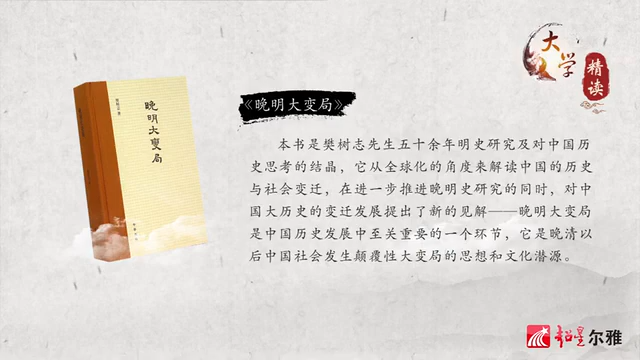 大学
精读
樊树志 著
晚明大變局
《晚明大变局》
本书是樊树志先生五十余年明史研究及对中国历
史思考的结晶，它从全球化的角度来解读中国的历史
与社会变迁，在进一步推进晚明史研究的同时，对中
国大历史的变迁发展提出了新的见解——晚明大变局
是中国历史发展中至关重要的一个环节，它是晚清以
后中国社会发生颠覆性大变局的思想和文化潜源。
超星尔雅